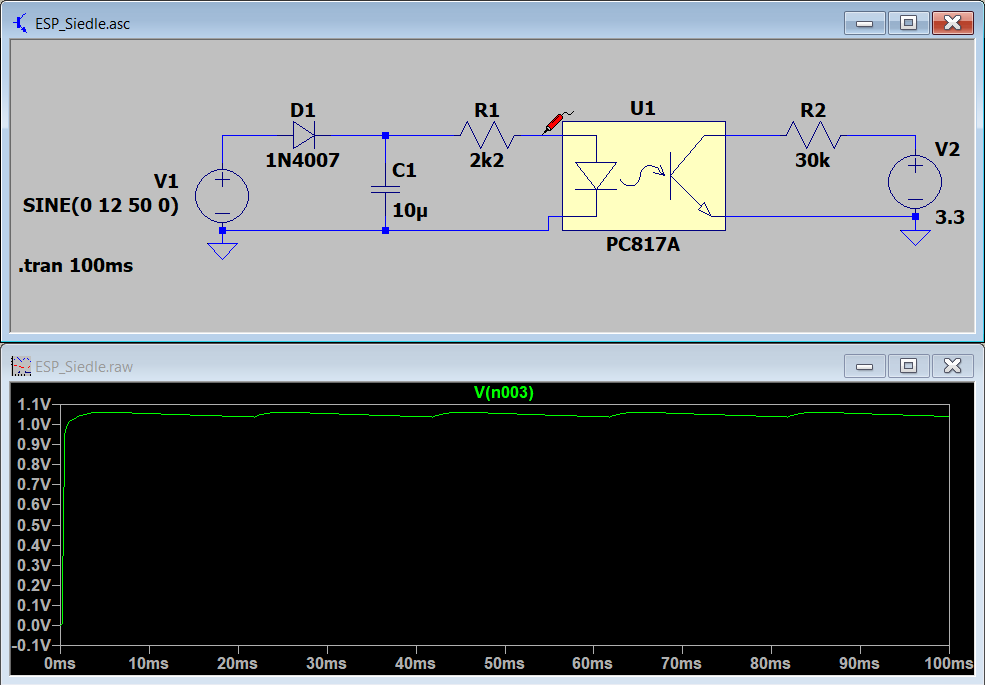 ESP_Siedle.asc
D1
R1
U1
R2
1N4007
2k2
30k
V1
C1
V2
SINE(0 12 50 0)
10µ
3.3
PC817A
.tran 100ms
ESP_Siedle.raw
V(n003)
1.1V
1.0V
0.9V
0.8V
0.7V
0.6V
0.5V
0.4V
0.3V
0.2V
0.1V
0.0V
-0.1V
0ms 10ms 20ms 30ms 40ms 50ms 60ms 70ms 80ms 90ms 100ms